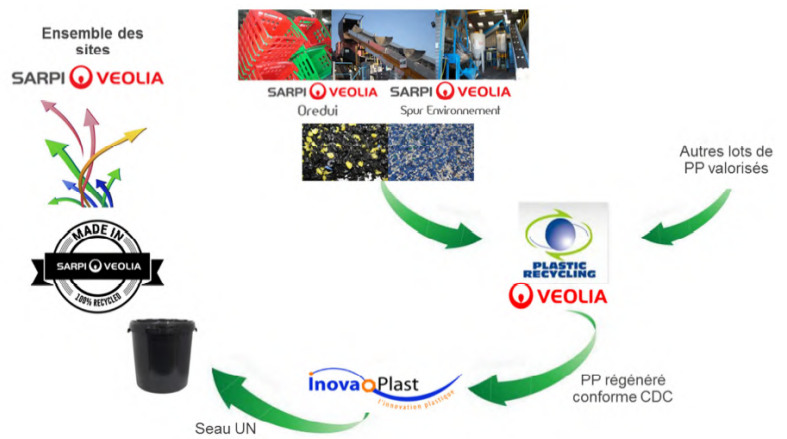 Ensemble des
sites
SARPI VEOLIA
SARPI VEOLIA
Oredui
SARPI VEOLIA
Spur Environnement
Autres lots de
PP valorisés
MADE IN
SARPI VEOLIA
100% RECYCLED
PLASTIC
RECYCLING
VEOLIA
InovaPlast
l'innovation plastique
PP régénéré
conforme CDC
Seau UN